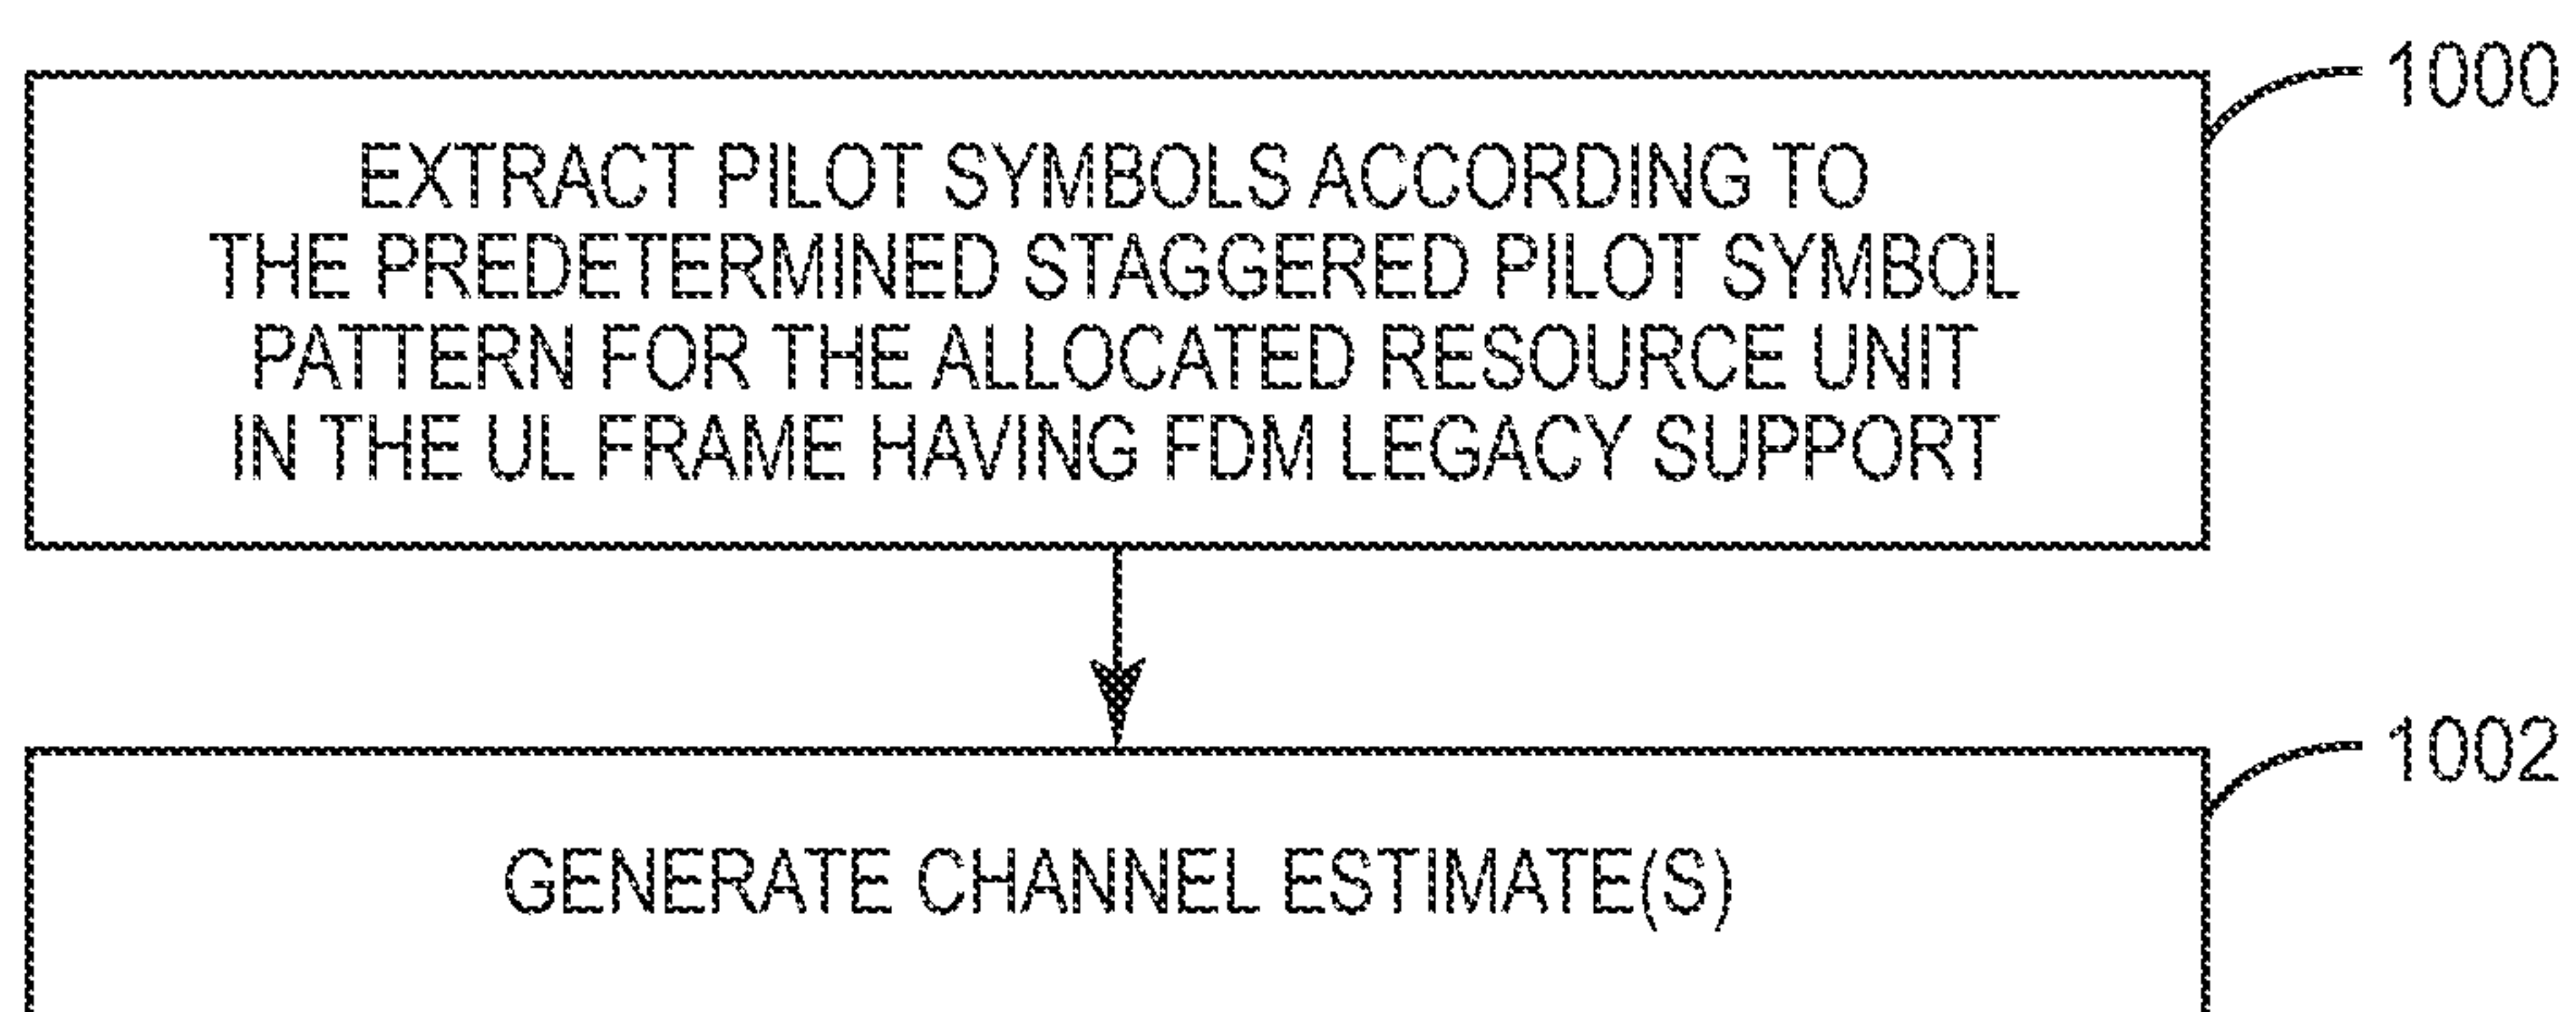 1000
EXTRACT PILOT SYMBOLS ACCORDING TO
THE PREDETERMINED STAGGERED PILOT SYMBOL
PATTERN FOR THE ALLOCATED RESOURCE UNIT
IN THE UL FRAME HAVING FDM LEGACY SUPPORT
1002
GENERATE CHANNEL ESTIMATE(S)